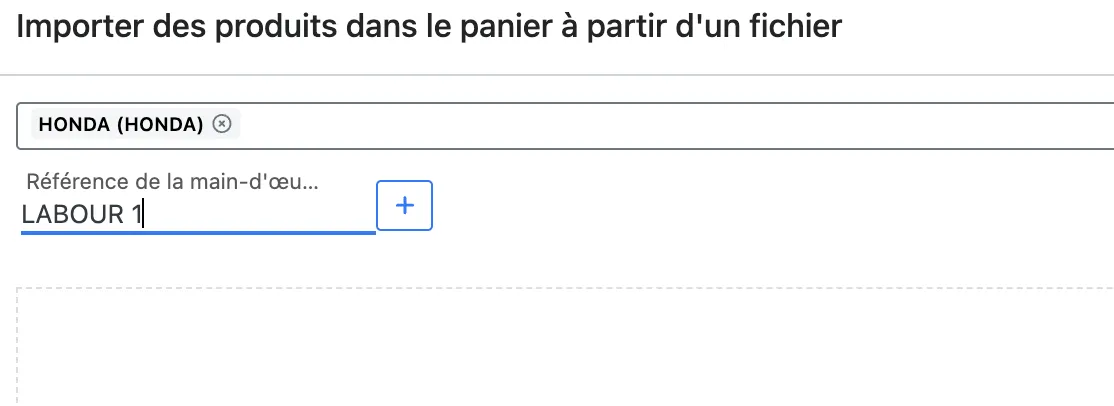 Importer des produits dans le panier à partir d'un fichier
HONDA (HONDA)
Référence de la main-d'œu...
LABOUR 1
+